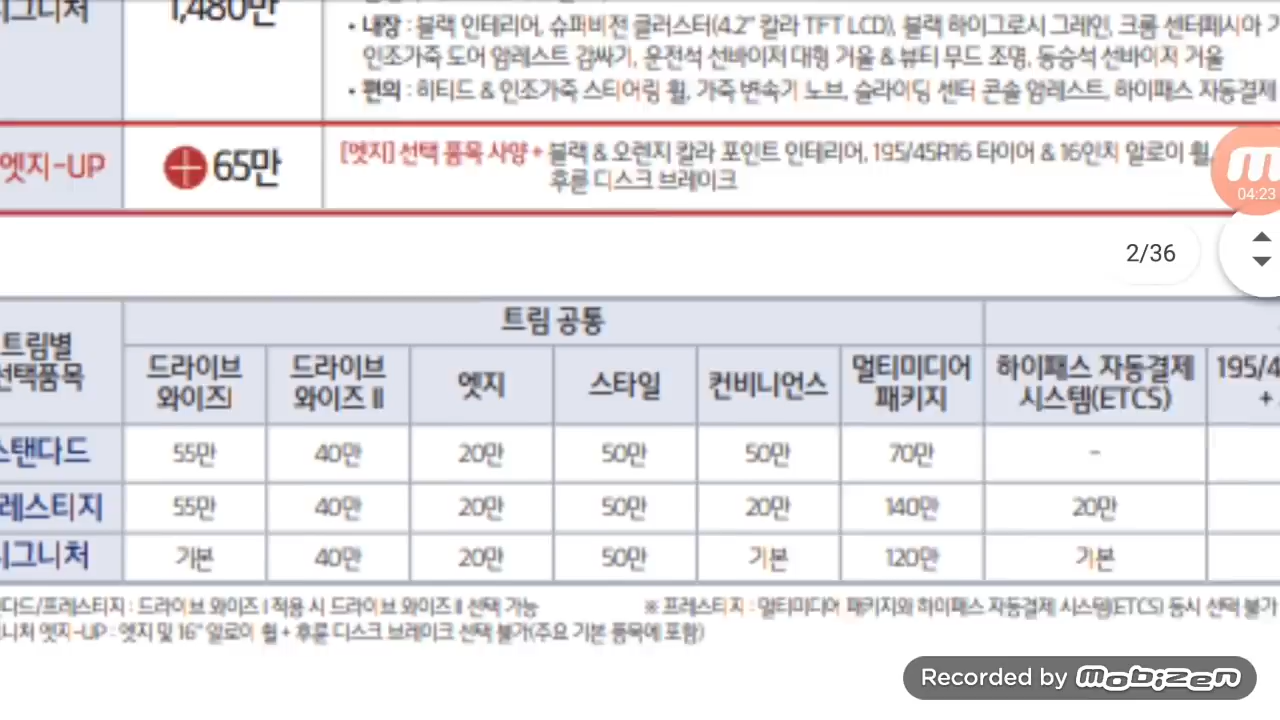 그니처
1,480만
• 내장 : 블랙 인테리어, 슈퍼비전 클러스터(4.2" 칼라 TFT LCD), 블랙 하이그로시 그레인, 크롬 센터페시아 가
인조가죽 도어 암레스트 감싸기, 운전석 선바이저 대형 거울 & 뷰티 무드 조명, 동승석 선바이저 거울
• 편의 : 히티드 & 인조가죽 스티어링 휠, 가죽 변속기 노브, 슬라이딩 센터 콘솔 암레스트, 하이패스 자동결제
엣지-UP
65만
[엣지] 선택 품목 사양 + 블랙 & 오렌지 칼라 포인트 인테리어, 195/45R16 타이어 & 16인치 알로이 휠,
후륜 디스크 브레이크
04:23
2/36
트림별
선택품목
트림 공통
드라이브
와이즈I
드라이브
와이즈 II
엣지
스타일
컨비니언스
멀티미디어
패키지
하이패스 자동결제
시스템(ETCS)
195/4
+
스탠다드 55만 40만 20만 50만 50만 70만 -
레스티지 55만 40만 20만 50만 20만 140만 20만
시그니처 기본 40만 20만 50만 기본 120만 기본
다드/프레스티지 : 드라이브 와이즈 I 적용 시 드라이브 와이즈 II 선택 가능
※ 프레스티지 : 멀티미디어 패키지와 하이패스 자동결제 시스템(ETCS) 동시 선택 불가
니처 엣지-UP : 엣지 및 16" 알로이 휠 + 후륜 디스크 브레이크 선택 불가(주요 기본 품목에 포함)
Recorded by mobizen